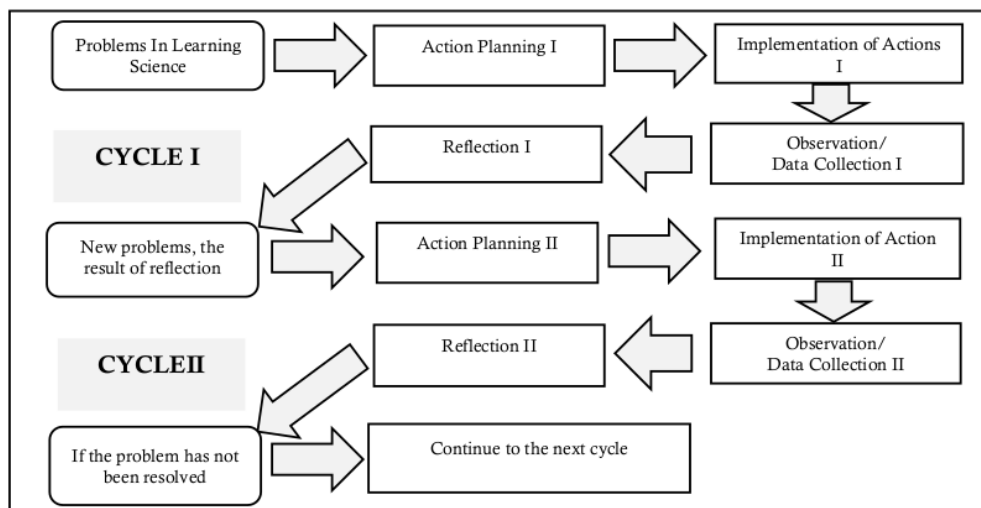 Problems In Learning
Science
Action Planning I
Implementation of Actions
I
CYCLE I
Reflection I
Observation/
Data Collection I
New problems, the
result of reflection
Action Planning II
Implementation of Action
II
CYCLEII
Reflection II
Observation/
Data Collection II
If the problem has not
been resolved
Continue to the next cycle